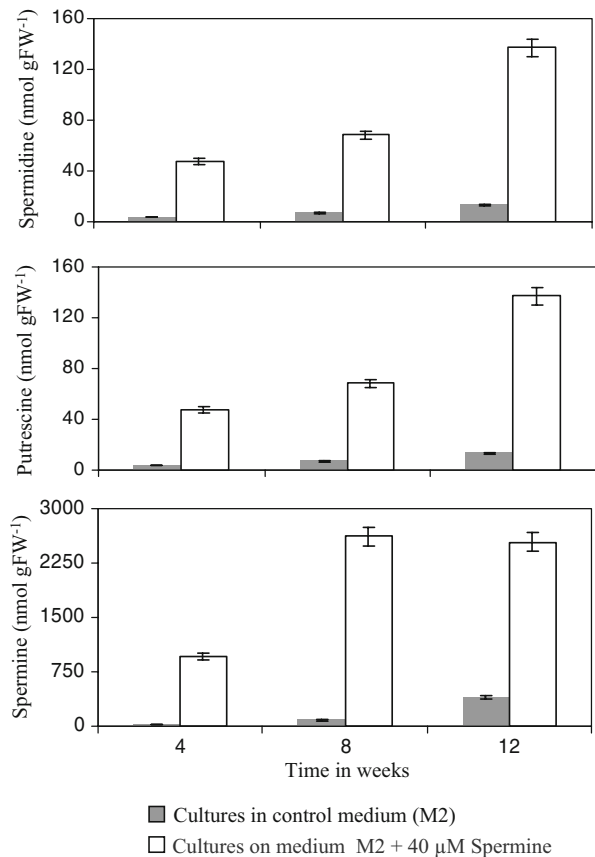 Spermidine (nmol gFW⁻¹)
160
120
80
40
0
Putrescine (nmol gFW⁻¹)
160
120
80
40
0
Spermine (nmol gFW⁻¹)
3000
2250
1500
750
0
4 8 12
Time in weeks
Cultures in control medium (M2)
Cultures on medium M2 + 40 µM Spermine